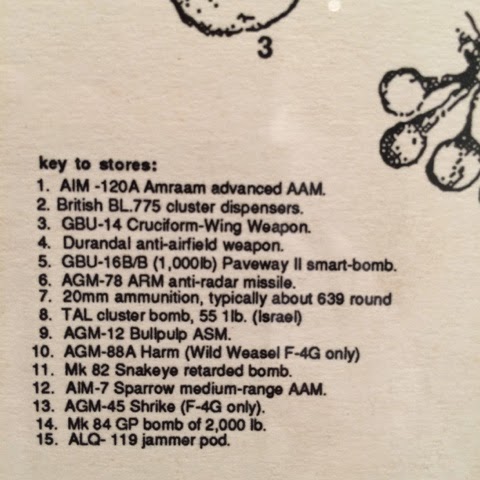 3
key to stores:
1. AIM -120A Amraam advanced AAM.
2. British BL.775 cluster dispensers.
3. GBU-14 Cruciform-Wing Weapon.
4. Durandal anti-airfield weapon.
5. GBU-16B/B (1,000lb) Paveway II smart-bomb.
6. AGM-78 ARM anti-radar missile.
7. 20mm ammunition, typically about 639 round
8. TAL cluster bomb, 55 1lb. (Israel)
9. AGM-12 Bullpulp ASM.
10. AGM-88A Harm (Wild Weasel F-4G only)
11. Mk 82 Snakeye retarded bomb.
12. AIM-7 Sparrow medium-range AAM.
13. AGM-45 Shrike (F-4G only).
14. Mk 84 GP bomb of 2,000 lb.
15. ALQ- 119 jammer pod.